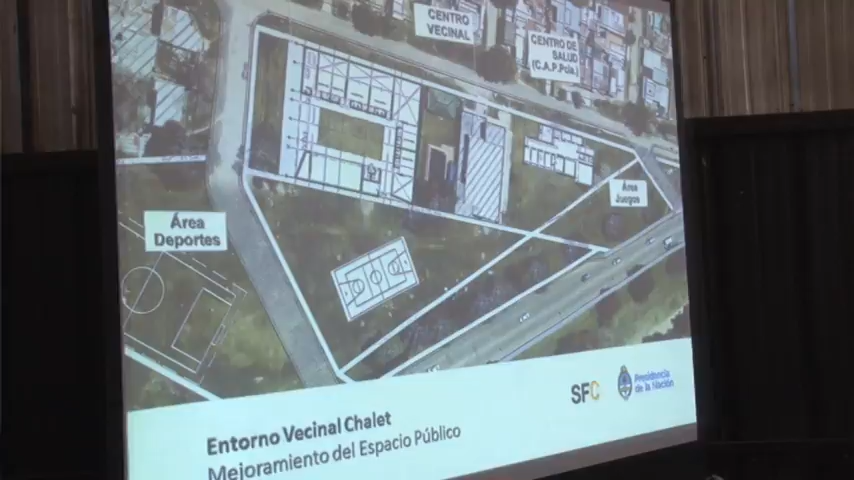 CENTRO
VECINAL
CENTRO DE
SALUD
(C.A.P.Pcia.)
Área
Juegos
Área
Deportes
SFC
Presidencia
de la Nación
Entorno Vecinal Chalet
Mejoramiento del Espacio Público